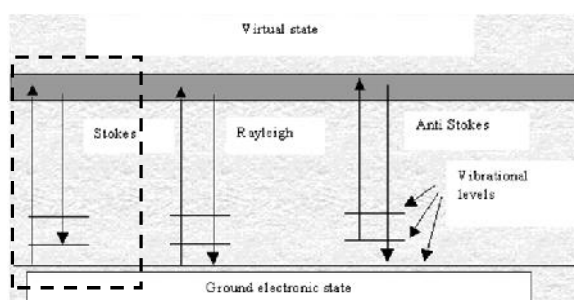 Virtual state
Stokes
Rayleigh
Anti Stokes
Vibrational
levels
Ground electronic state